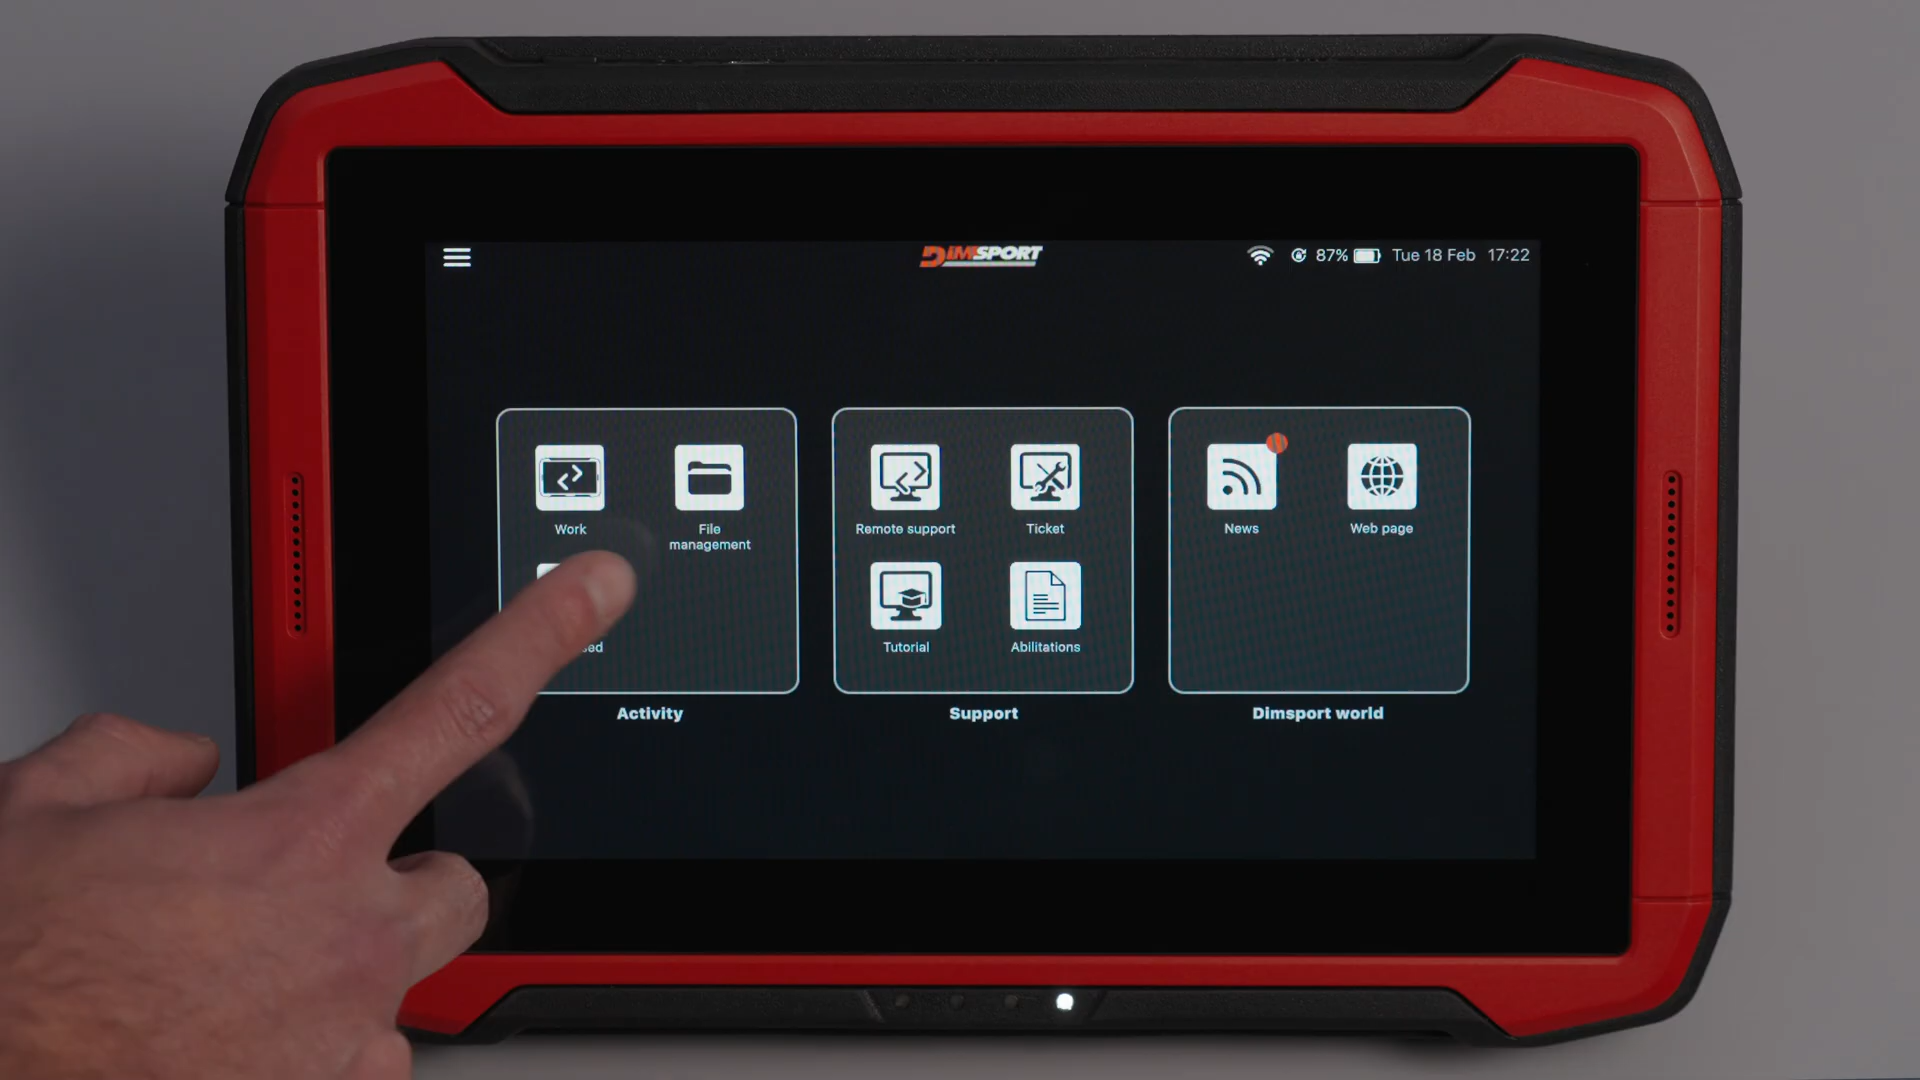 DIMSPORT
87%
Tue 18 Feb
17:22
Work
File
management
Remote support
Ticket
Tutorial
Abilitations
News
Web page
Activity
Support
Dimsport world